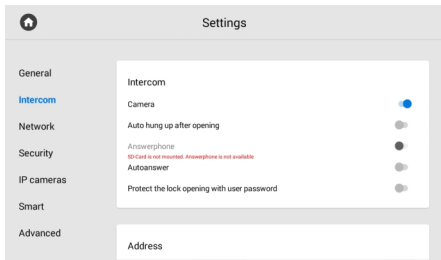 Settings
General
Intercom
Network
Security
IP cameras
Smart
Advanced
Intercom
Camera
Auto hung up after opening
Answerphone
SD-Card is not mounted. Answerphone is not available
Autoanswer
Protect the lock opening with user password
Address